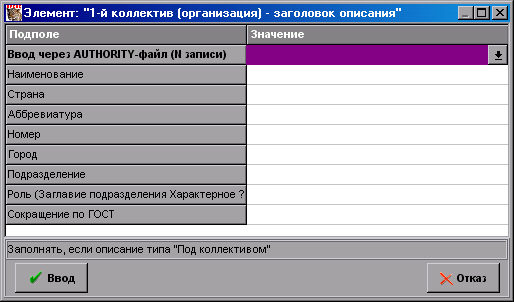 Элемент: "1-й коллектив (организация) - заголовок описания"
Подполе Значение
Ввод через AUTHORITY-файл (N записи)
Наименование
Страна
Аббревиатура
Номер
Город
Подразделение
Роль (Заглавие подразделения Характерное ?
Сокращение по ГОСТ
Заполнять, если описание типа "Под коллективом"
Ввод Отказ